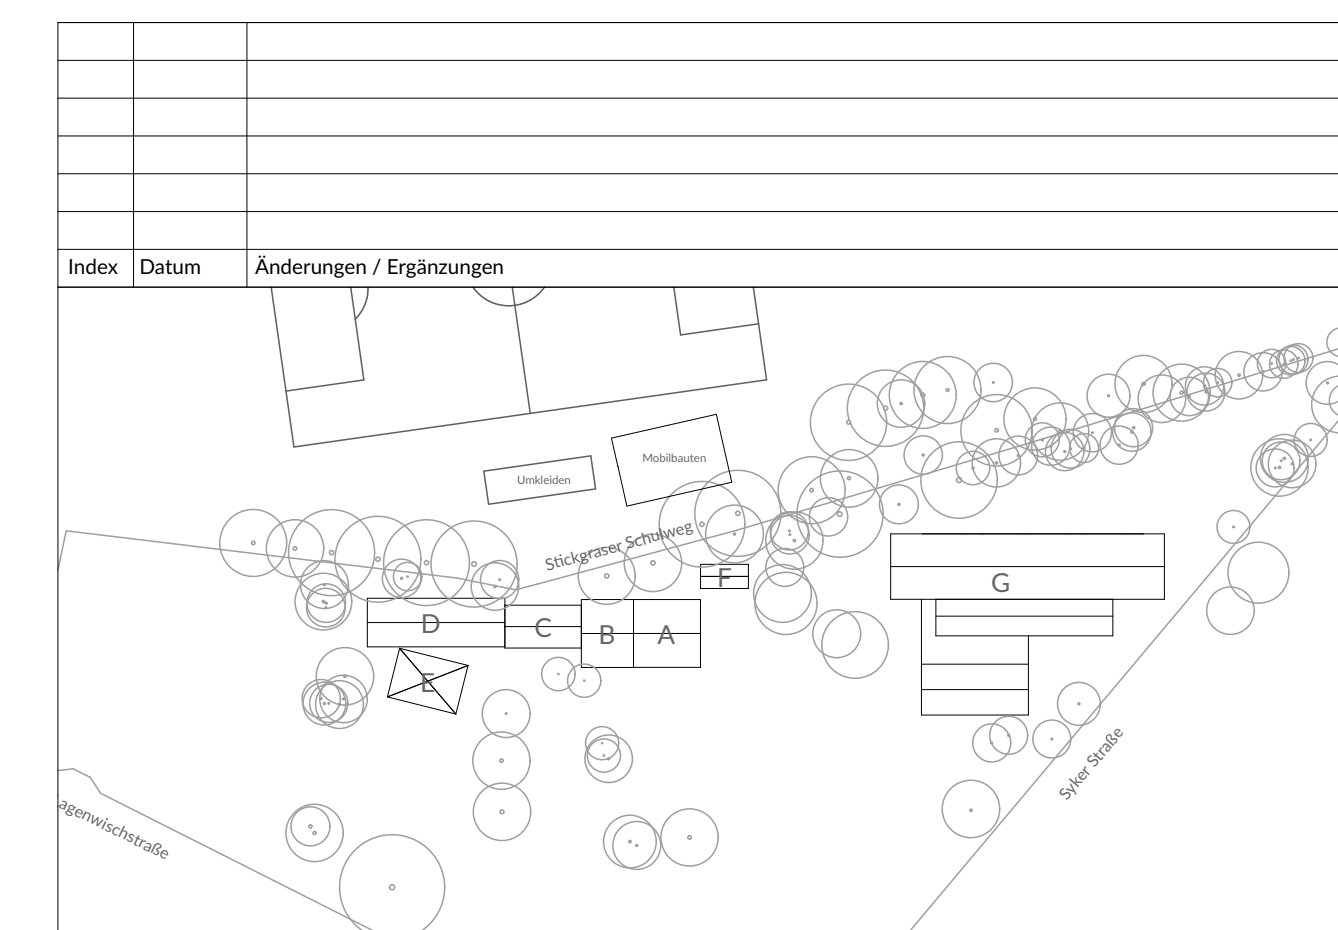 Index Datum Änderungen / Ergänzungen
Mobilbauten
Umkleiden
Stickgraser Schulweg
F
G
D
C
B
A
E
Syker Straße
agenwischstraße